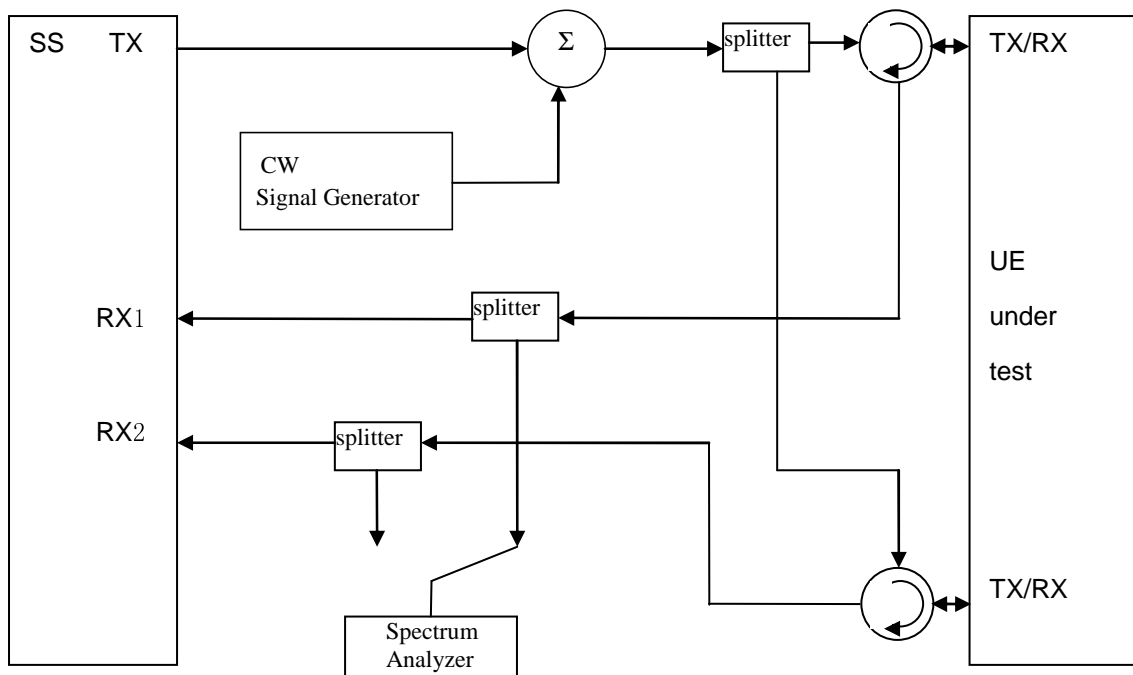 SS TX
Σ
splitter
TX/RX
CW
Signal Generator
UE
under
test
splitter
RX1
splitter
RX2
TX/RX
Spectrum
Analyzer